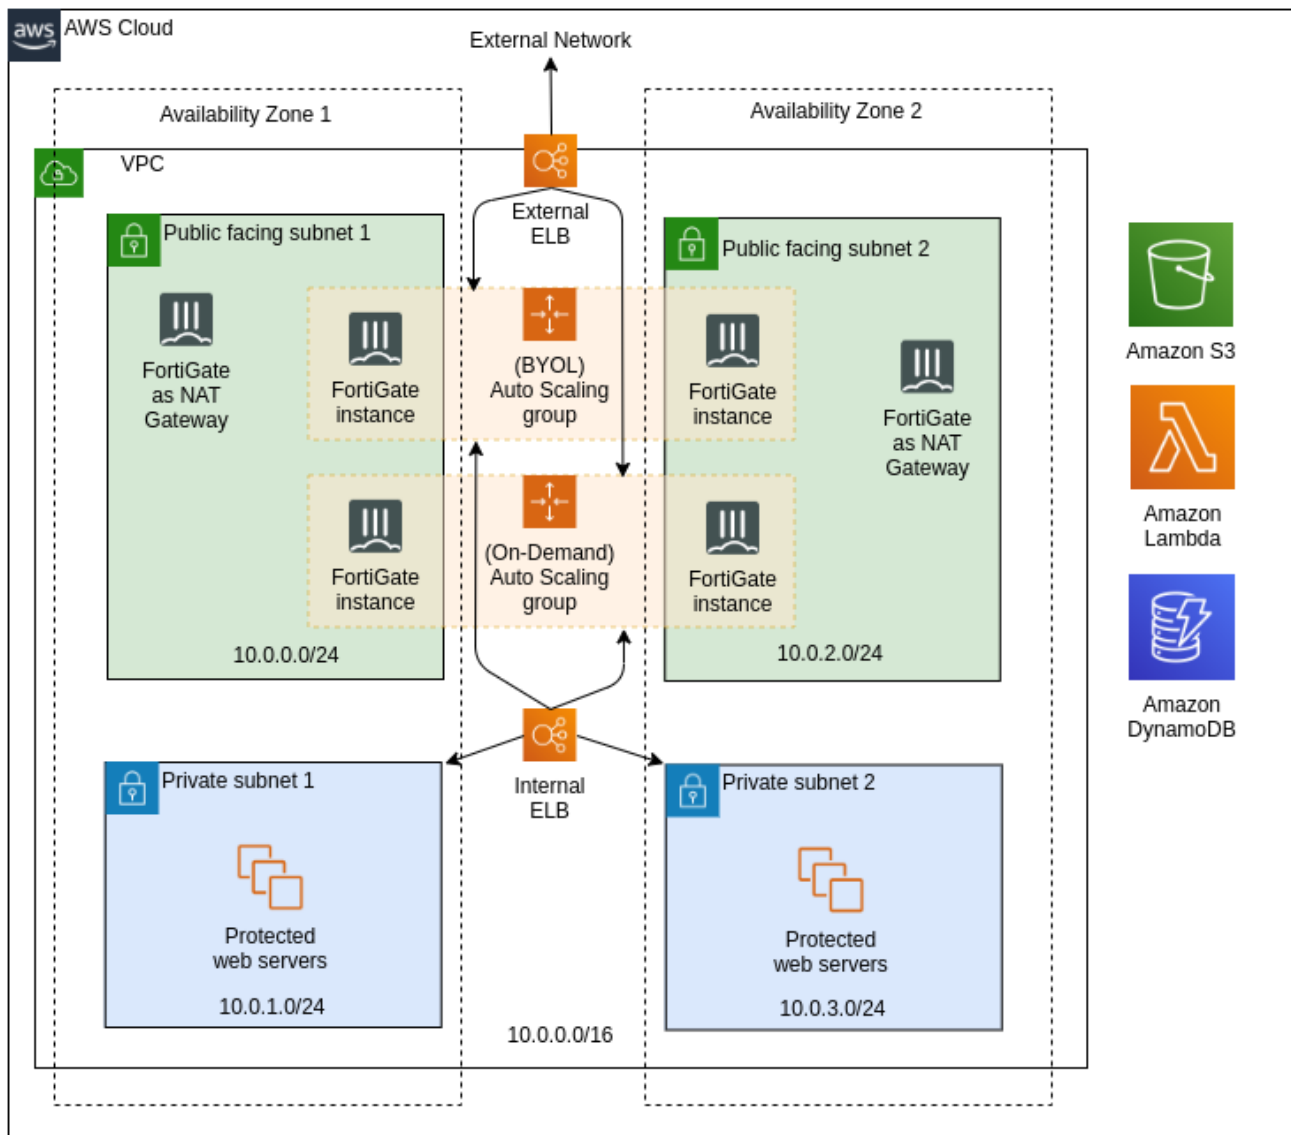 aws
AWS Cloud
External Network
Availability Zone 1
Availability Zone 2
VPC
External
ELB
Public facing subnet 1
Public facing subnet 2
FortiGate
as NAT
Gateway
FortiGate
instance
(BYOL)
Auto Scaling
group
FortiGate
instance
FortiGate
as NAT
Gateway
FortiGate
instance
(On-Demand)
Auto Scaling
group
FortiGate
instance
10.0.0.0/24
10.0.2.0/24
Internal
ELB
Private subnet 1
Private subnet 2
Protected
web servers
Protected
web servers
10.0.1.0/24
10.0.3.0/24
10.0.0.0/16
Amazon S3
Amazon
Lambda
Amazon
DynamoDB